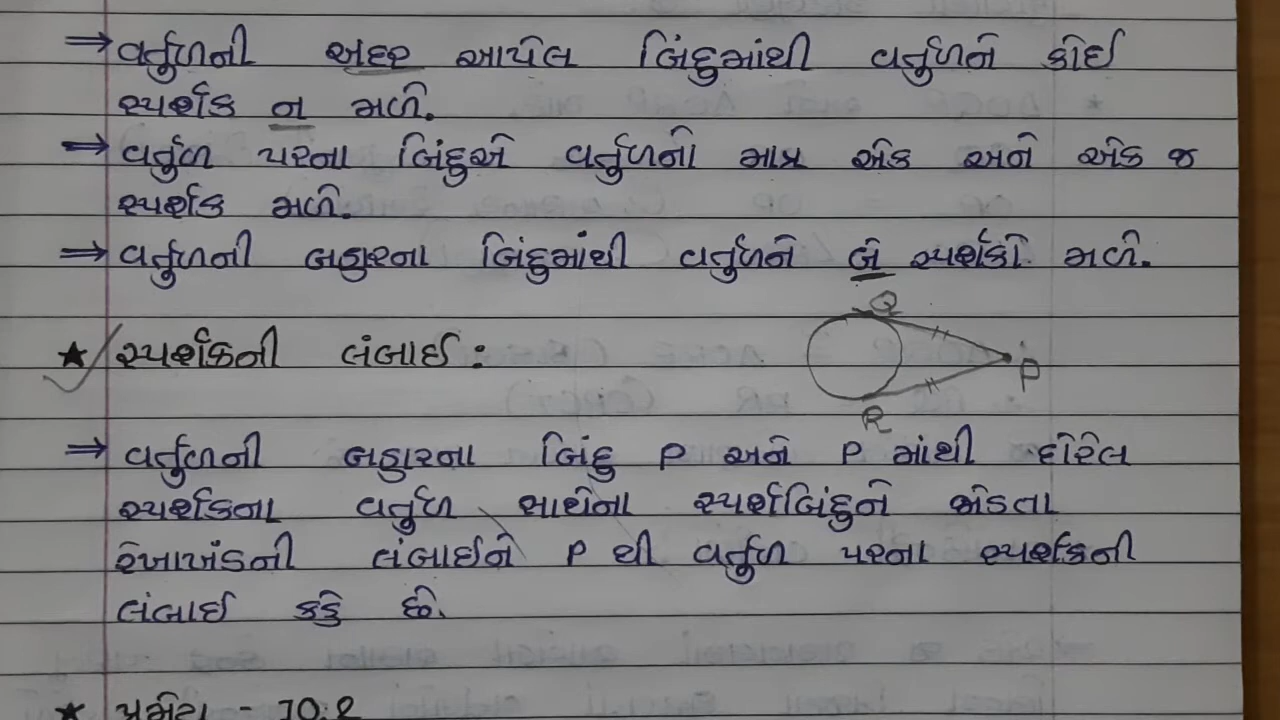 ⇒ વર્તુળની અંદર આપેલ બિંદુમાંથી વર્તુળને કોઈ
સ્પર્શક ન મળે.
⇒ વર્તુળ પરના બિંદુએ વર્તુળનો માત્ર એક અને એક જ
સ્પર્શક મળે.
⇒ વર્તુળની બહારના બિંદુમાંથી વર્તુળને બે સ્પર્શકો મળે.
★ સ્પર્શકની લંબાઈ :
Q
P
R
⇒ વર્તુળની બહારના બિંદુ P અને P માંથી દોરેલ
સ્પર્શકના વર્તુળ સાથેના સ્પર્શબિંદુને જોડતા
રેખાખંડની લંબાઈને P થી વર્તુળ પરના સ્પર્શકની
લંબાઈ કહે છે.
★ પ્રમેય - 10.2